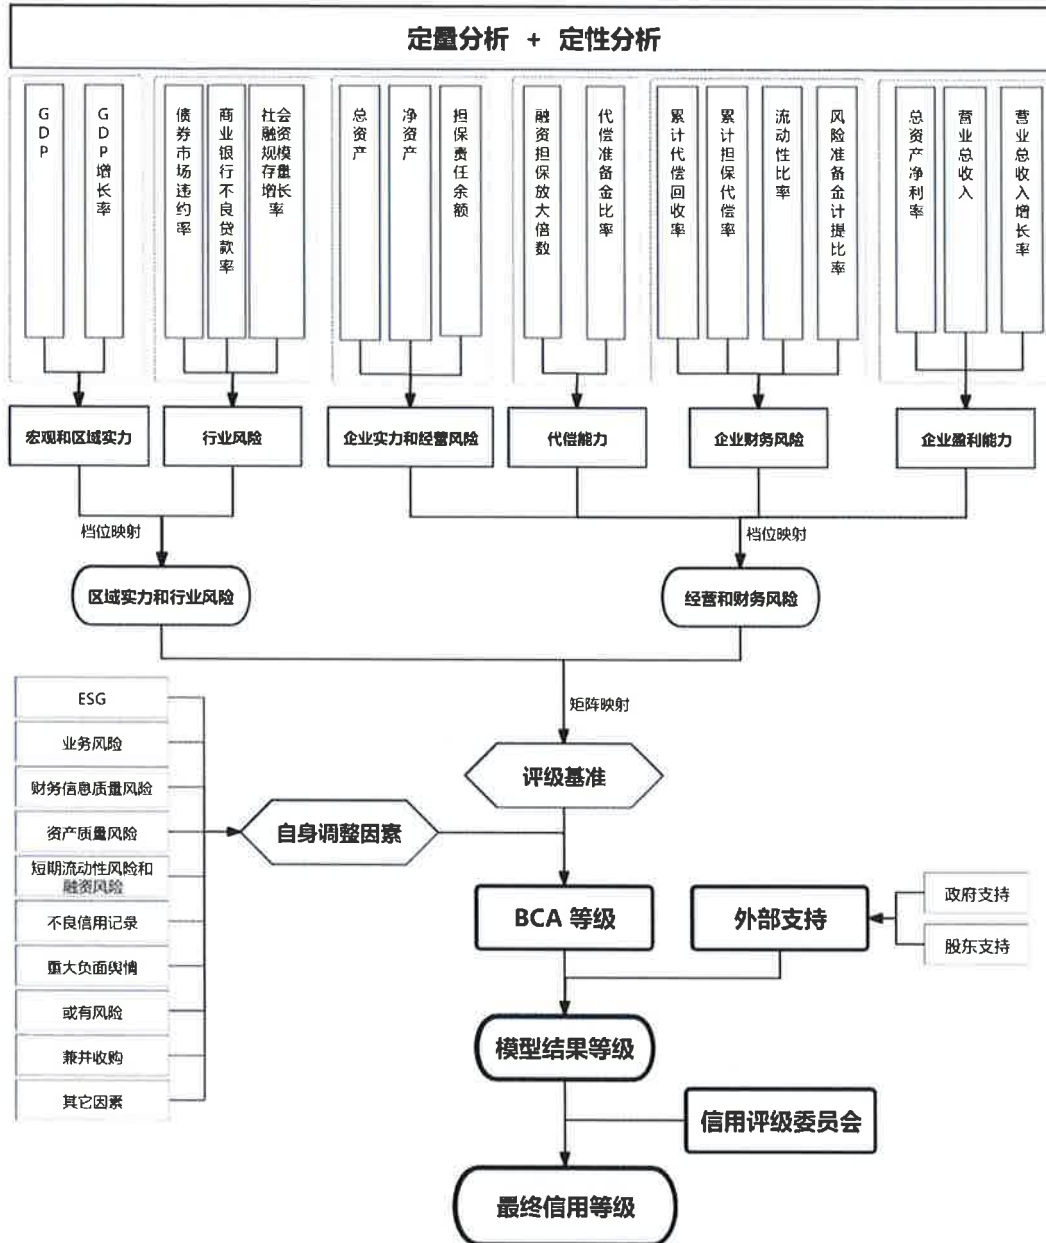 定量分析 + 定性分析
GDP
GDP增长率
债券市场违约率
商业银行不良贷款率
社会融资规模存量增长率
总资产
净资产
担保责任余额
融资担保放大倍数
代偿准备金比率
累计代偿回收率
累计担保代偿率
流动性比率
风险准备金计提比率
总资产净利率
营业总收入
营业总收入增长率
宏观和区域实力
行业风险
企业实力和经营风险
代偿能力
企业财务风险
企业盈利能力
档位映射
档位映射
区域实力和行业风险
经营和财务风险
矩阵映射
评级基准
ESG
业务风险
财务信息质量风险
资产质量风险
短期流动性风险和
融资风险
不良信用记录
重大负面舆情
或有风险
兼并收购
其它因素
自身调整因素
BCA 等级
外部支持
政府支持
股东支持
模型结果等级
信用评级委员会
最终信用等级